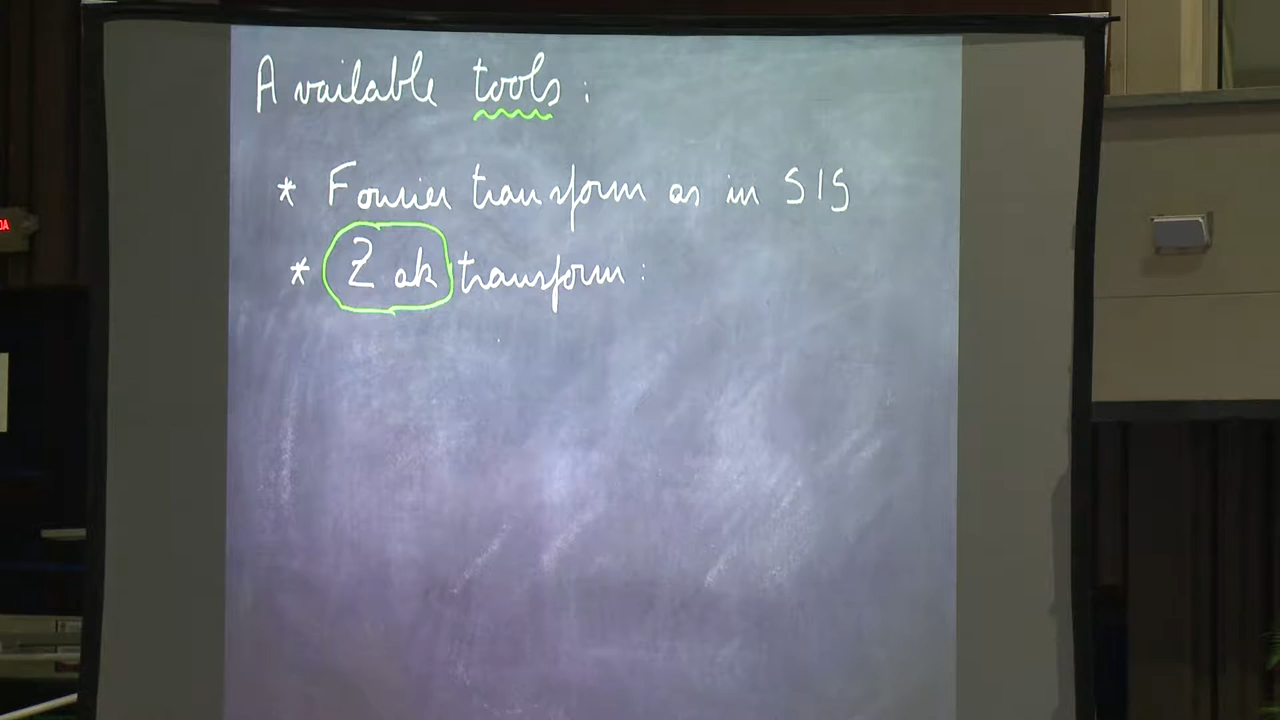 Available tools:
* Fourier transform as in SIS
* Zak transform: